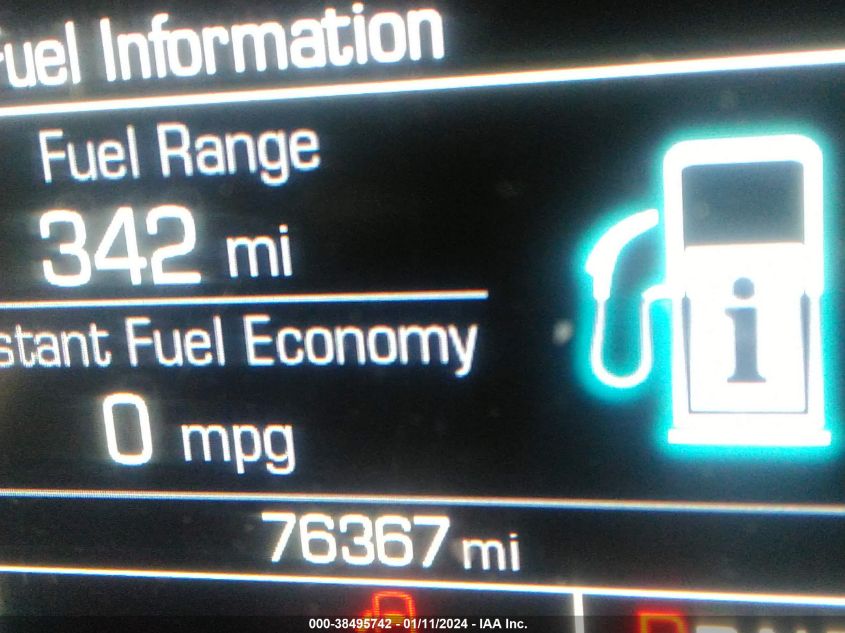 Fuel Information
Fuel Range
342 mi
stant Fuel Economy
0 mpg
i
76367 mi
000-38495742 - 01/11/2024 - IAA Inc.